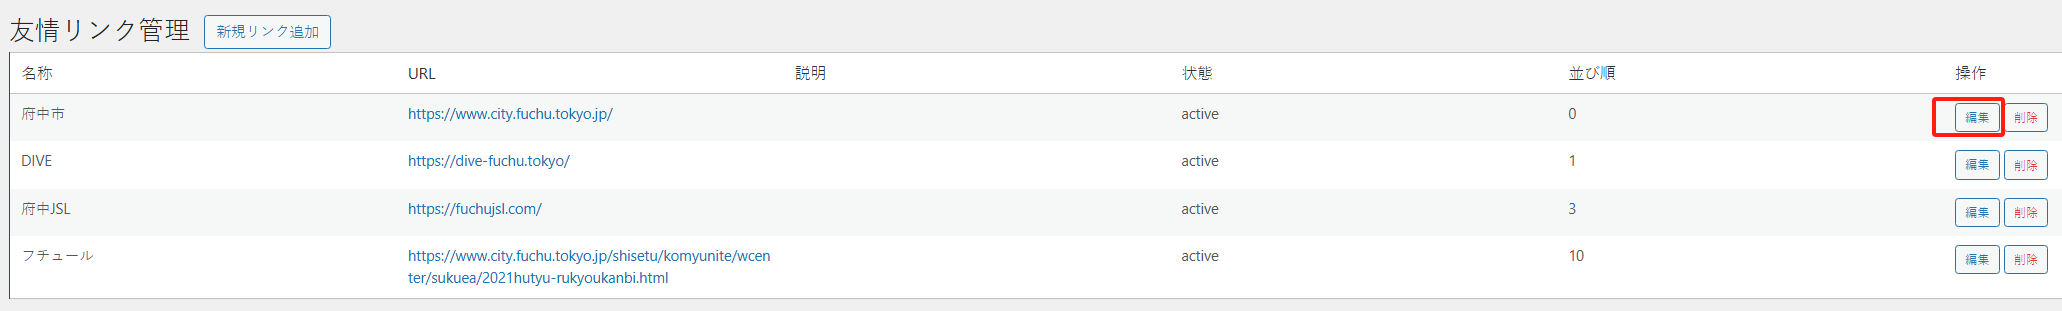 友情リンク管理 新規リンク追加
名称 URL 説明 状態 並び順 操作
府中市 https://www.city.fuchu.tokyo.jp/ active 0 編集 削除
DIVE https://dive-fuchu.tokyo/ active 1 編集 削除
府中JSL https://fuchujsl.com/ active 3 編集 削除
フチュール https://www.city.fuchu.tokyo.jp/shisetu/komyunite/wcen active 10 編集 削除
ter/sukuea/2021hutyu-rukyoukanbi.html